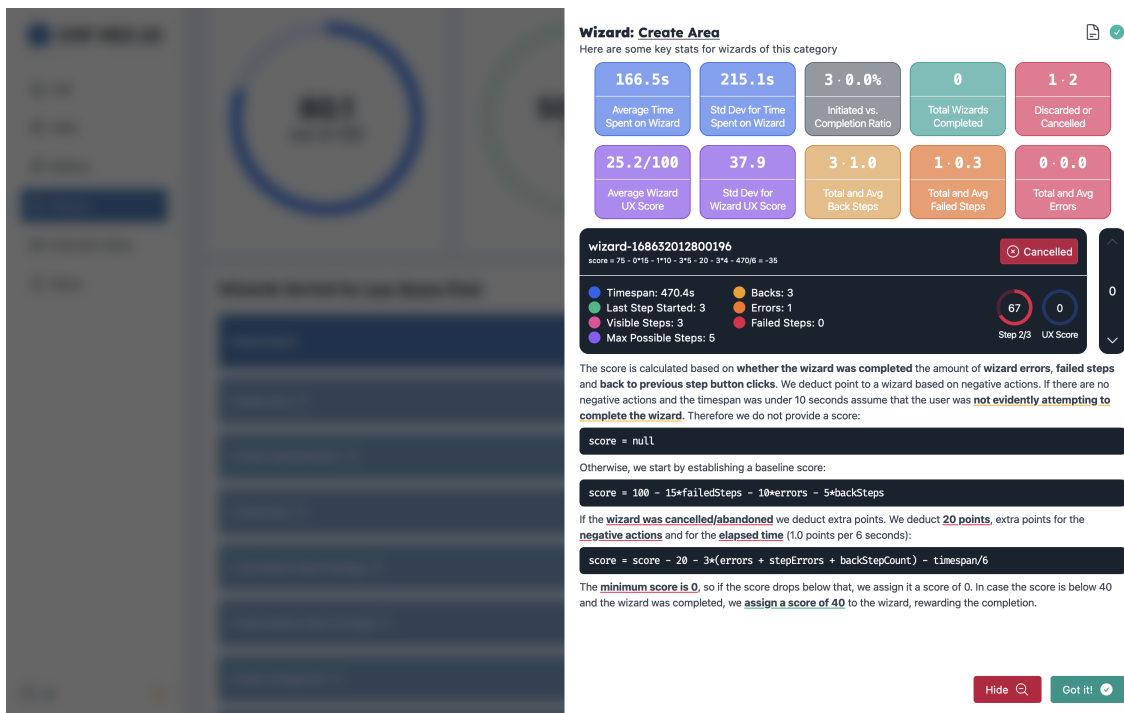 Wizard: Create Area
Here are some key stats for wizards of this category
166.5s
Average Time
Spent on Wizard
215.1s
Std Dev for Time
Spent on Wizard
3 · 0.0%
Initiated vs.
Completion Ratio
0
Total Wizards
Completed
1 · 2
Discarded or
Cancelled
25.2/100
Average Wizard
UX Score
37.9
Std Dev for
Wizard UX Score
3 · 1.0
Total and Avg
Back Steps
1 · 0.3
Total and Avg
Failed Steps
0 · 0.0
Total and Avg
Errors
wizard-168632012800196
score = 75 - 0*15 - 1*10 - 3*5 - 20 - 3*4 - 470/6 = -35
Cancelled
Timespan: 470.4s
Last Step Started: 3
Visible Steps: 3
Max Possible Steps: 5
Backs: 3
Errors: 1
Failed Steps: 0
67
Step 2/3
0
UX Score
0
The score is calculated based on whether the wizard was completed the amount of wizard errors, failed steps
and back to previous step button clicks. We deduct point to a wizard based on negative actions. If there are no
negative actions and the timespan was under 10 seconds assume that the user was not evidently attempting to
complete the wizard. Therefore we do not provide a score:
score = null
Otherwise, we start by establishing a baseline score:
score = 100 - 15*failedSteps - 10*errors - 5*backSteps
If the wizard was cancelled/abandoned we deduct extra points. We deduct 20 points, extra points for the
negative actions and for the elapsed time (1.0 points per 6 seconds):
score = score - 20 - 3*(errors + stepErrors + backStepCount) - timespan/6
The minimum score is 0, so if the score drops below that, we assign it a score of 0. In case the score is below 40
and the wizard was completed, we assign a score of 40 to the wizard, rewarding the completion.
Hide
Got it!